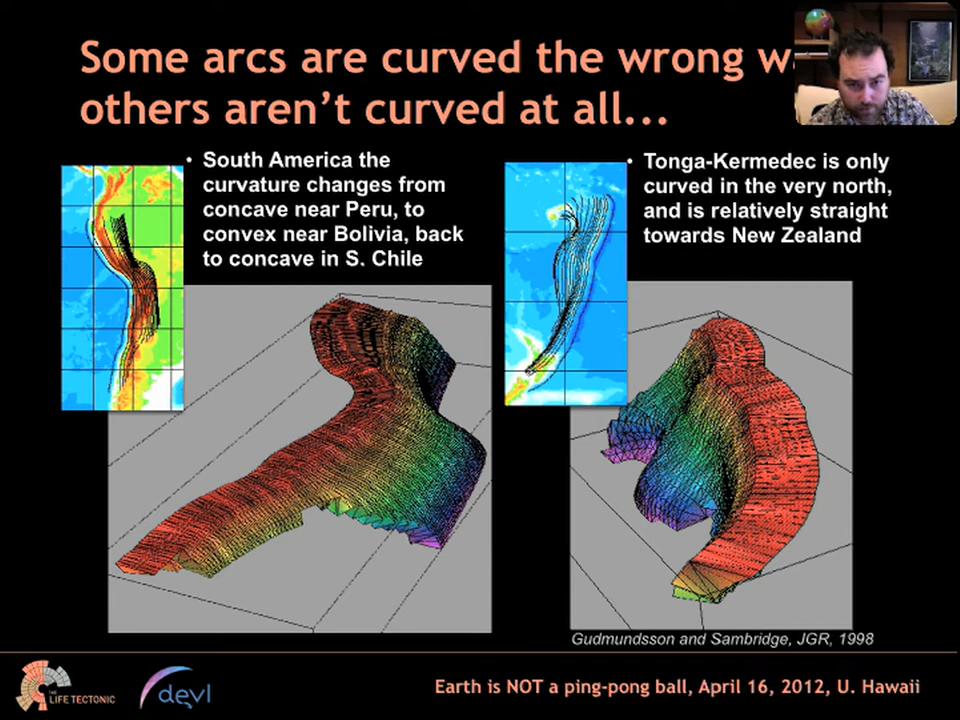 Some arcs are curved the wrong w
others aren't curved at all...
• South America the
curvature changes from
concave near Peru, to
convex near Bolivia, back
to concave in S. Chile
• Tonga-Kermedec is only
curved in the very north,
and is relatively straight
towards New Zealand
Gudmundsson and Sambridge, JGR, 1998
THE
LIFE TECTONIC
devl
Earth is NOT a ping-pong ball, April 16, 2012, U. Hawaii